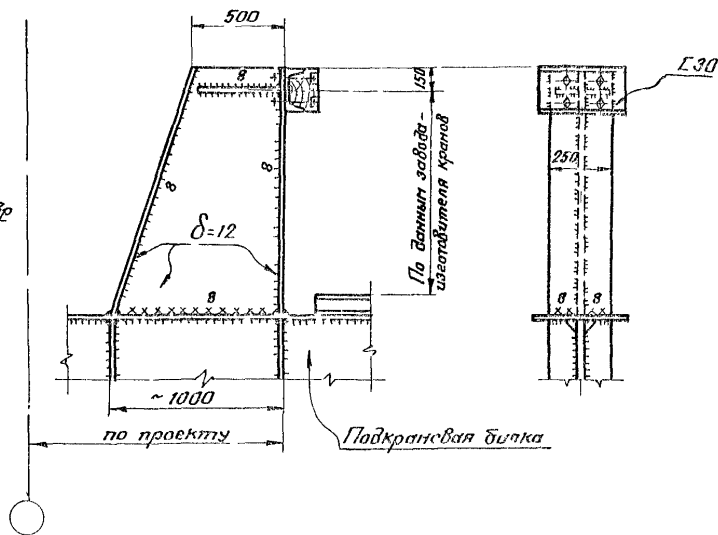 500
8
150
С30
8
8
250
По данным завода-
изготовителя кранов
δ=12
8
8
8
~1000
по проекту
Подкрановая балка